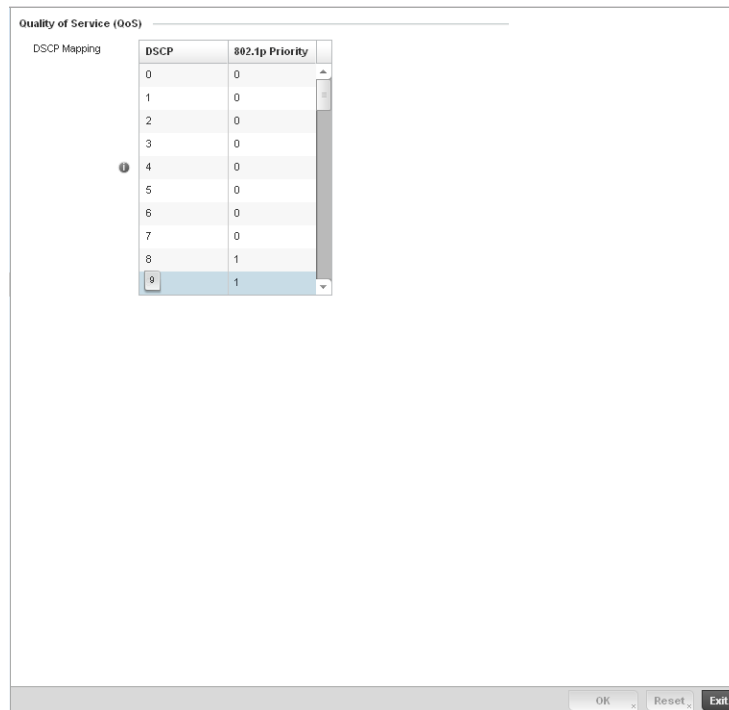 Quality of Service (QoS)
DSCP Mapping
DSCP 802.1p Priority
0 0
1 0
2 0
3 0
4 0
5 0
6 0
7 0
8 1
9 1
OK Reset Exit